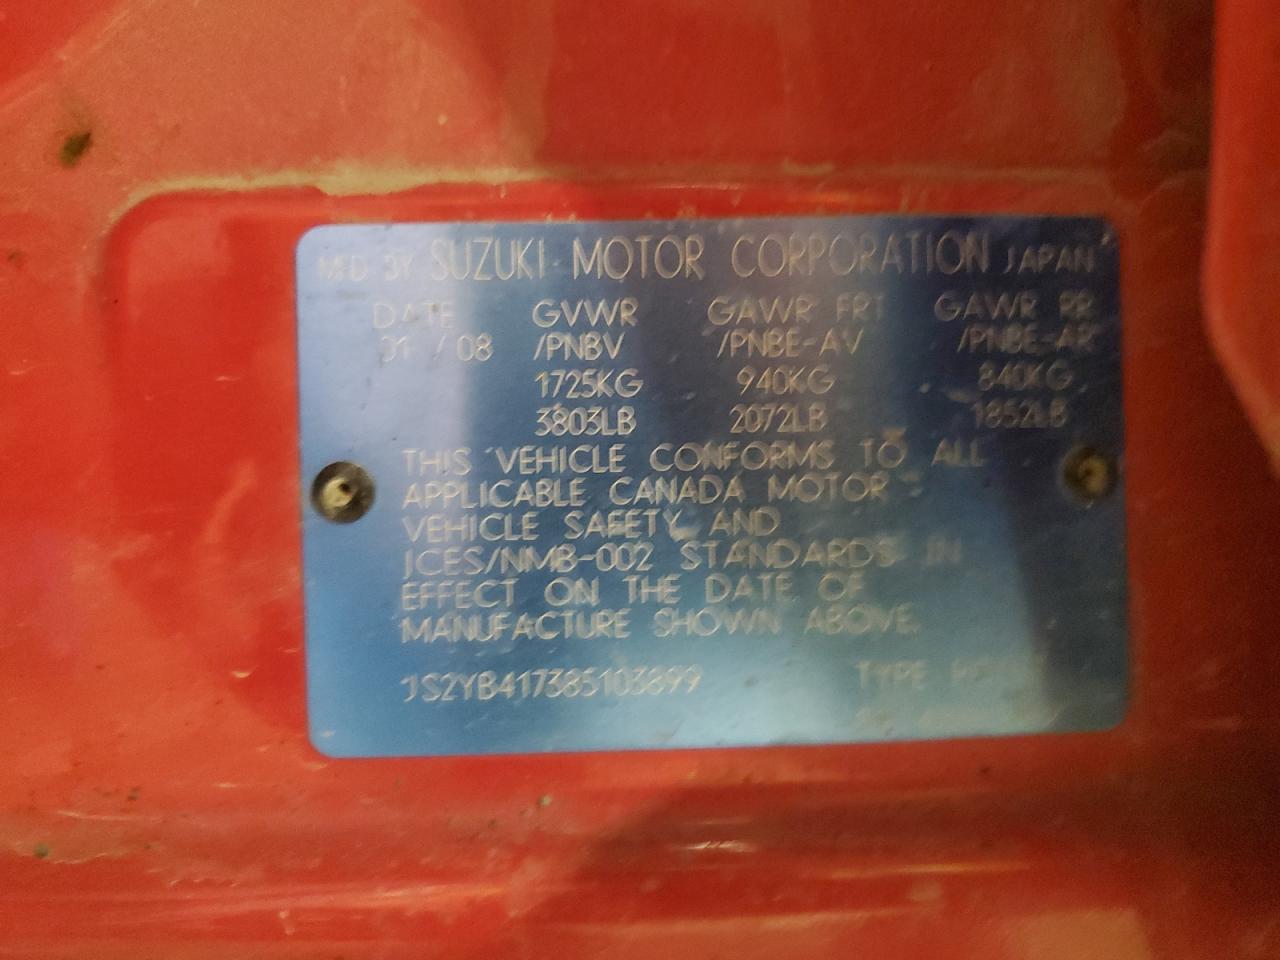 MFD BY SUZUKI MOTOR CORPORATION JAPAN
DATE GVWR GAWR FRT GAWR RR
01 / 08 /PNBV /PNBE-AV /PNBE-AR
1725KG 940KG 840KG
3803LB 2072LB 1852LB
THIS VEHICLE CONFORMS TO ALL
APPLICABLE CANADA MOTOR
VEHICLE SAFETY AND
ICES/NMB-002 STANDARDS IN
EFFECT ON THE DATE OF
MANUFACTURE SHOWN ABOVE.
JS2YB417385103899 TYPE